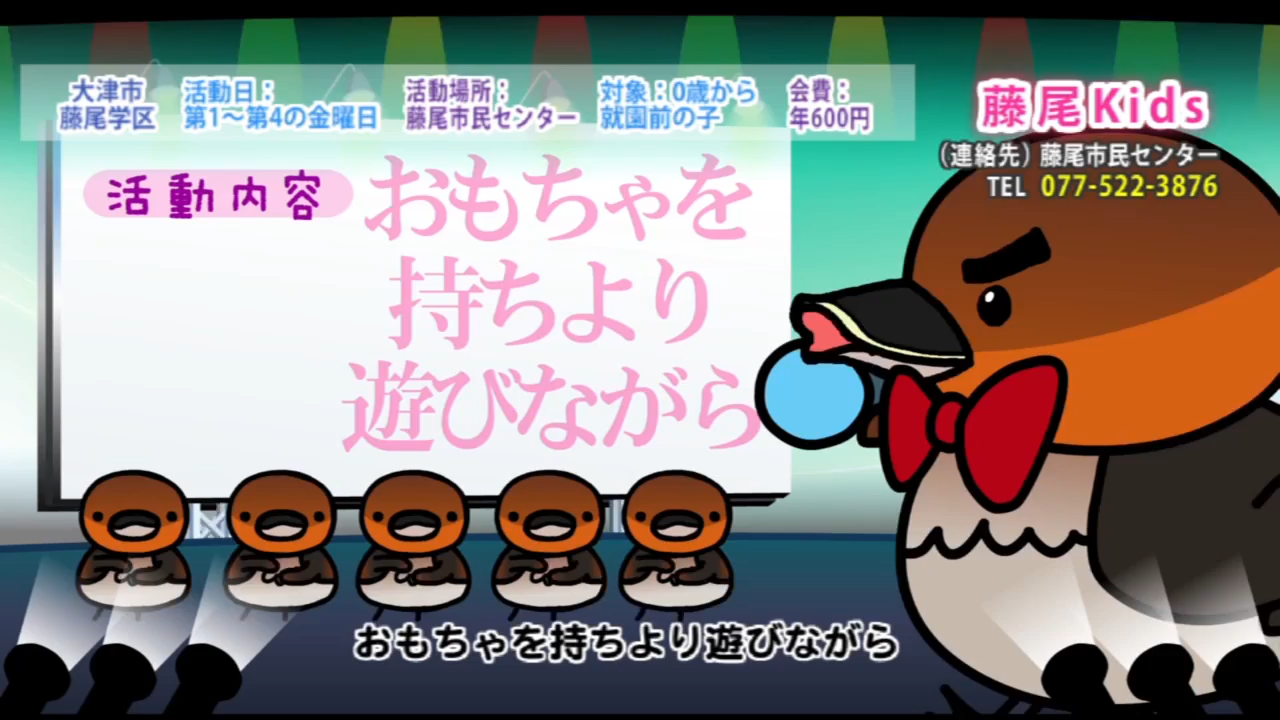 大津市
藤尾学区
活動日：
第1～第4の金曜日
活動場所：
藤尾市民センター
対象：0歳から
就園前の子
会費：
年600円
藤尾Kids
（連絡先）藤尾市民センター
TEL 077-522-3876
活動内容
おもちゃを
持ちより
遊びながら
おもちゃを持ちより遊びながら